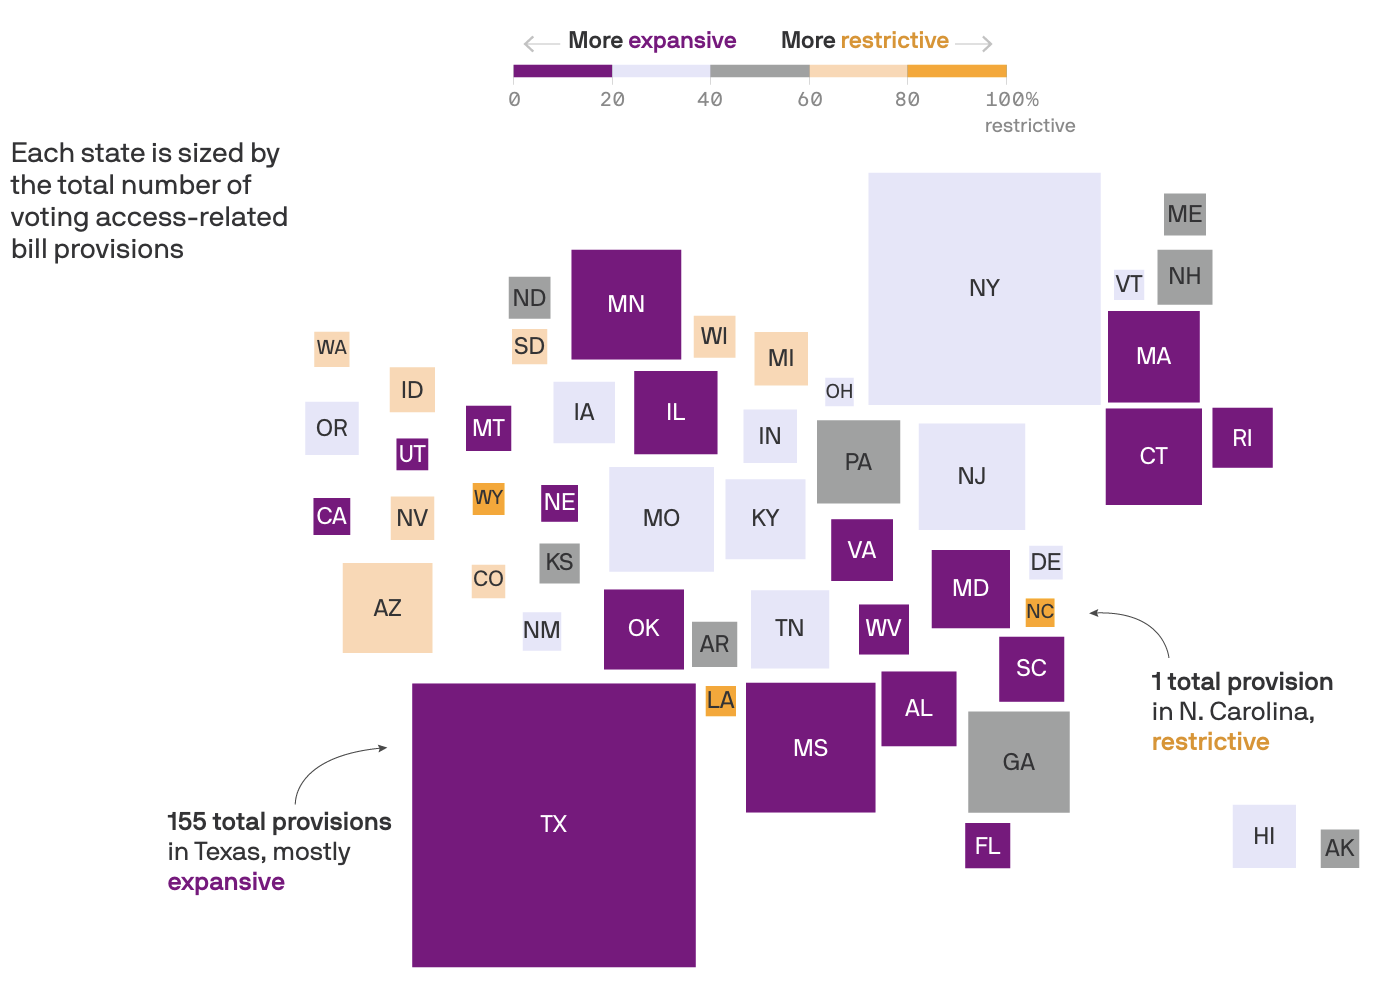 More expansive More restrictive
0 20 40 60 80 100%
restrictive
Each state is sized by
the total number of
voting access-related
bill provisions
ME
NY
VT
NH
ND
MN
WA
SD
WI
MI
MA
ID
OH
OR
MT
IA
IL
IN
RI
UT
PA
NJ
CT
CA
NV
WY
NE
MO
KY
VA
KS
DE
AZ
CO
MD
NC
NM
OK
AR
TN
WV
SC
1 total provision
in N. Carolina,
restrictive
LA
MS
AL
GA
155 total provisions
in Texas, mostly
expansive
TX
FL
HI
AK